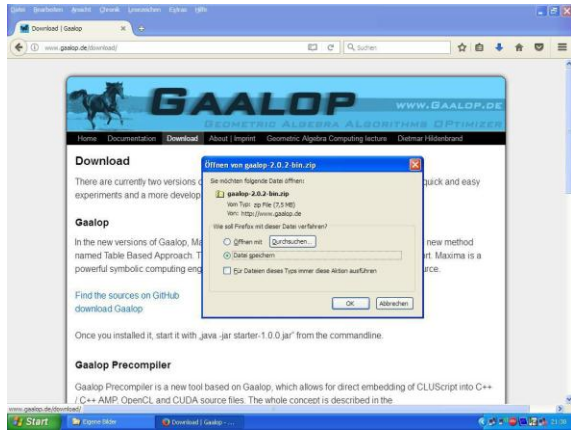 Datei Bearbeiten Ansicht Chronik Lesezeichen Extras Hilfe
Download | Gaalop
www.gaalop.de/download/
Suchen
GAALOP
WWW.GAALOP.DE
GEOMETRIC ALGEBRA ALGORITHMS OPTIMIZER
Home Documentation Download About | Imprint Geometric Algebra Computing lecture Dietmar Hildenbrand
Download
There are currently two versions
quick and easy
experiments and a more develop
Gaalop
In the new versions of Gaalop, Ma
new method
named Table Based Approach. T
art. Maxima is a
powerful symbolic computing eng
urce.
Find the sources on GitHub
download Gaalop
Once you installed it, start it with „java -jar starter-1.0.0.jar" from the commandline.
Gaalop Precompiler
Gaalop Precompiler is a new tool based on Gaalop, which allows for direct embedding of CLUScript into C++
/ C++ AMP, OpenCL and CUDA source files. The whole concept is described in the
Öffnen von gaalop-2.0.2-bin.zip
Sie möchten folgende Datei öffnen:
gaalop-2.0.2-bin.zip
Vom Typ: zip File (7,5 MB)
Von: http://www.gaalop.de
Wie soll Firefox mit dieser Datei verfahren?
Öffnen mit Durchsuchen...
Datei speichern
Für Dateien dieses Typs immer diese Aktion ausführen
OK Abbrechen
www.gaalop.de/download/
Start
Eigene Bilder
Download | Gaalop - ...
21:38